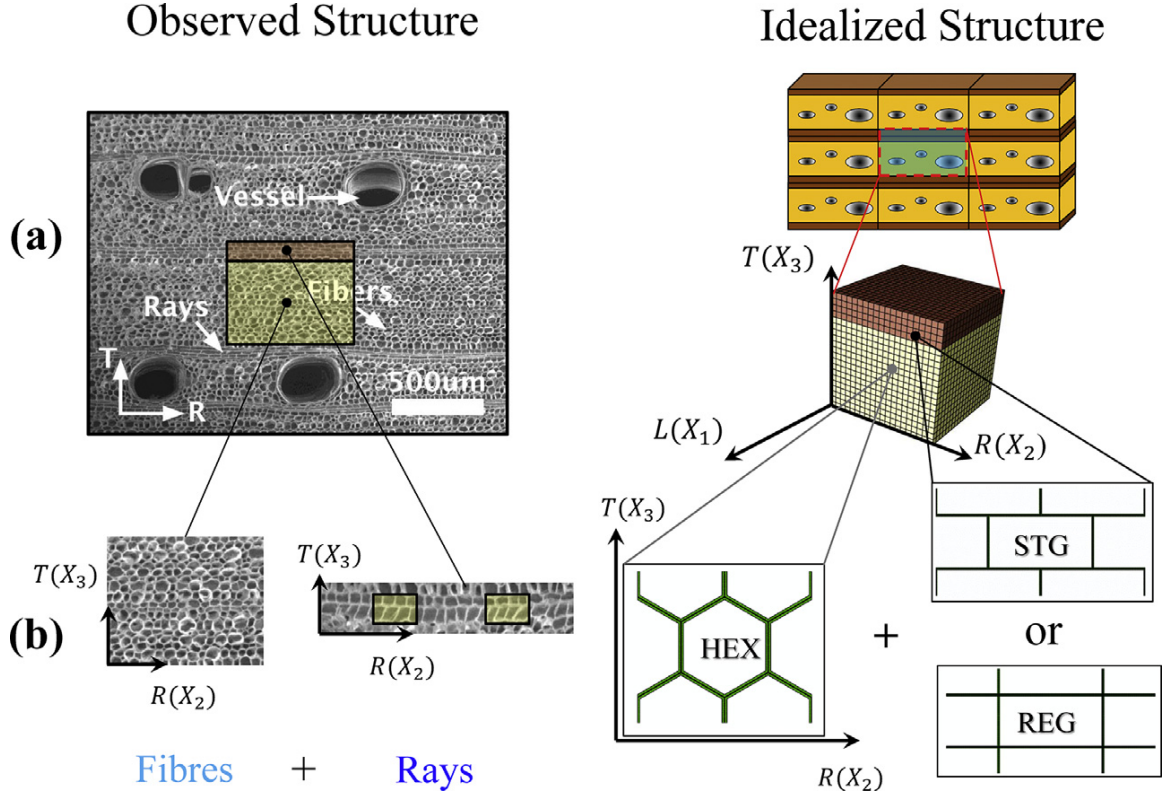 Observed Structure
Idealized Structure
(a)
Vessel
Rays
Fibers
T
R
500um
T(X₃)
L(X₁)
R(X₂)
(b)
T(X₃)
R(X₂)
T(X₃)
R(X₂)
T(X₃)
HEX
R(X₂)
+
STG
or
REG
Fibres + Rays